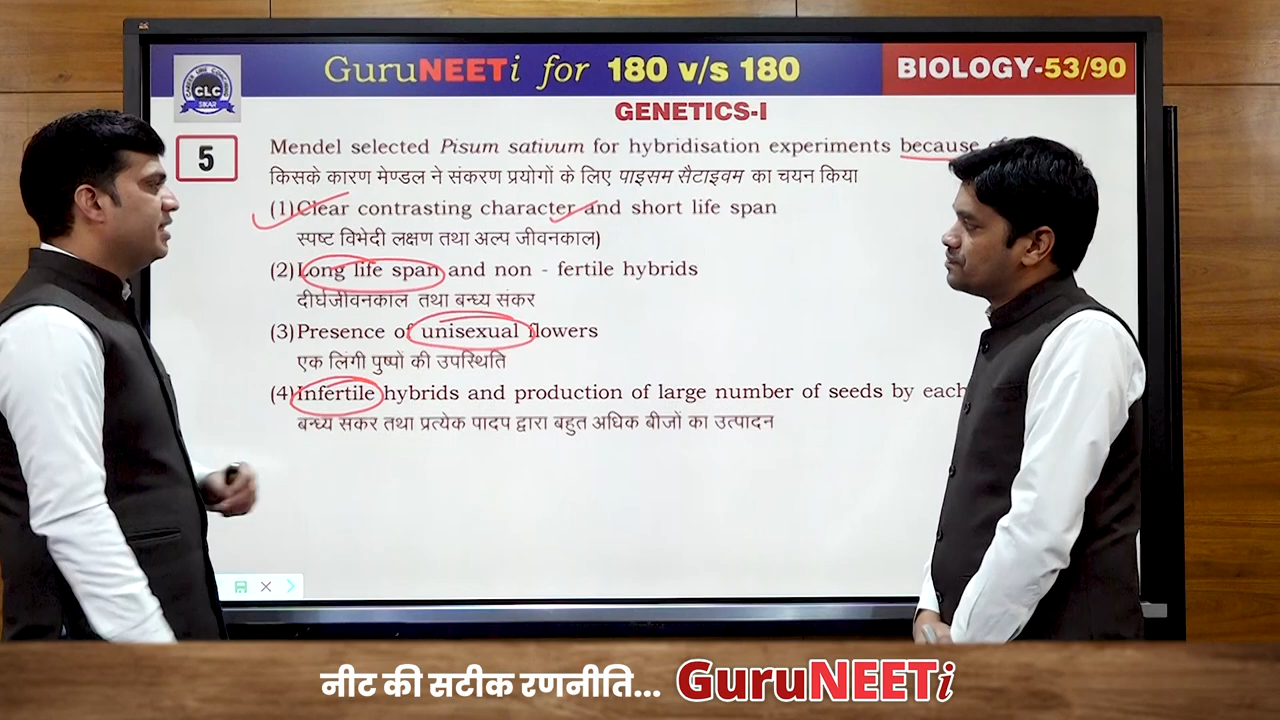 GuruNEETi for 180 v/s 180
BIOLOGY-53/90
CLC
SIKAR
GENETICS-I
5
Mendel selected Pisum sativum for hybridisation experiments because
किसके कारण मेण्डल ने संकरण प्रयोगों के लिए पाइसम सैटाइवम का चयन किया
(1) Clear contrasting character and short life span
स्पष्ट विभेदी लक्षण तथा अल्प जीवनकाल)
(2) Long life span and non - fertile hybrids
दीर्घजीवनकाल तथा बन्ध्य संकर
(3) Presence of unisexual flowers
एक लिंगी पुष्पों की उपस्थिति
(4) Infertile hybrids and production of large number of seeds by each
बन्ध्य सकर तथा प्रत्येक पादप द्वारा बहुत अधिक बीजों का उत्पादन
नीट की सटीक रणनीति... GuruNEETi